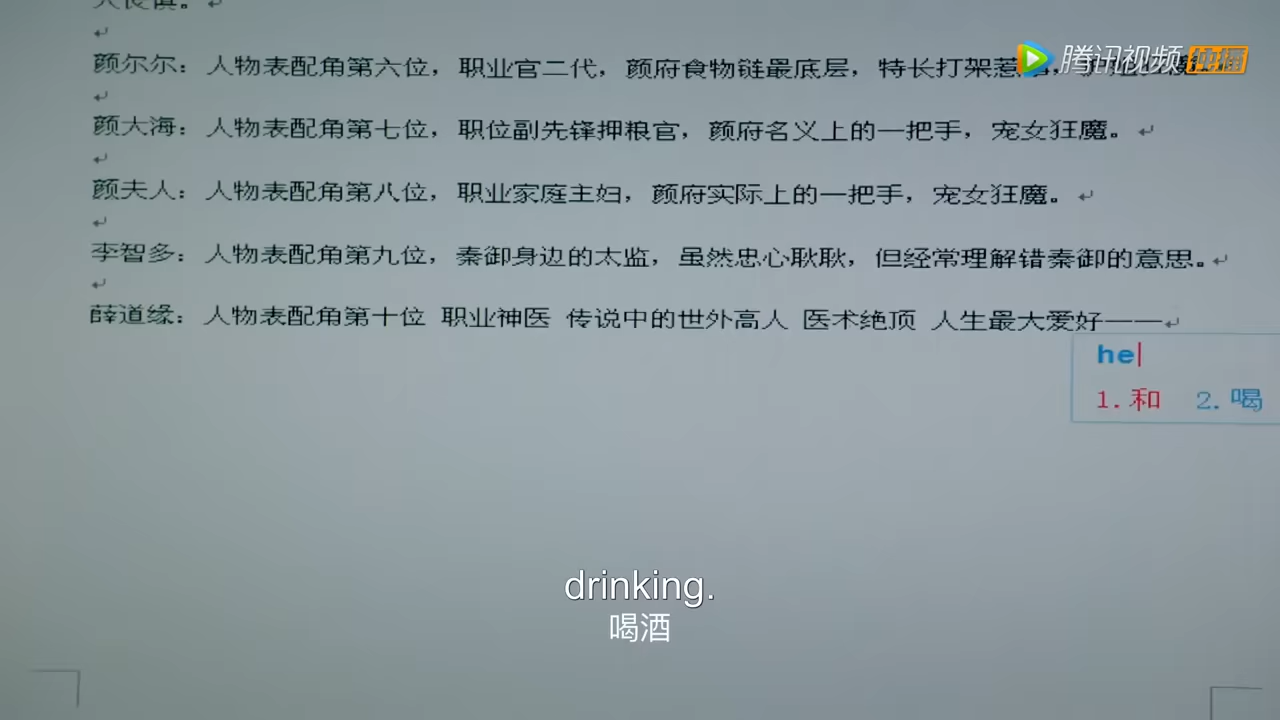 颜尔尔：人物表配角第六位，职业官二代，颜府食物链最底层，特长打架惹
腾讯视频 独播
颜大海：人物表配角第七位，职位副先锋押粮官，颜府名义上的一把手，宠女狂魔。
颜夫人：人物表配角第八位，职业家庭主妇，颜府实际上的一把手，宠女狂魔。
李智多：人物表配角第九位，秦御身边的太监，虽然忠心耿耿，但经常理解错秦御的意思。
薛道缘：人物表配角第十位 职业神医 传说中的世外高人 医术绝顶 人生最大爱好——
he
1.和 2.喝
drinking.
喝酒